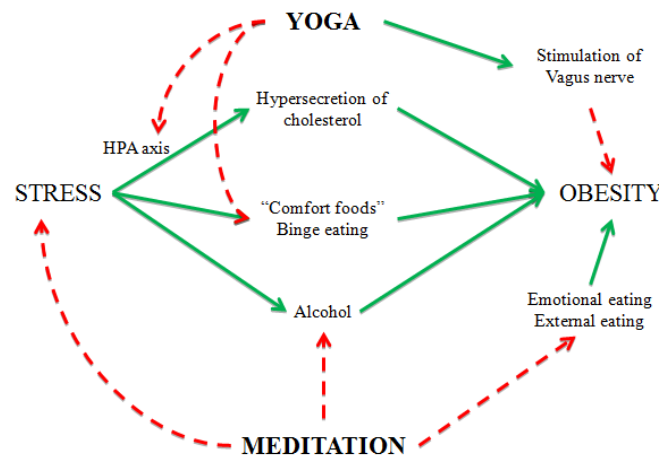 YOGA
Stimulation of
Vagus nerve
Hypersecretion of
cholesterol
HPA axis
STRESS
"Comfort foods"
Binge eating
OBESITY
Alcohol
Emotional eating
External eating
MEDITATION